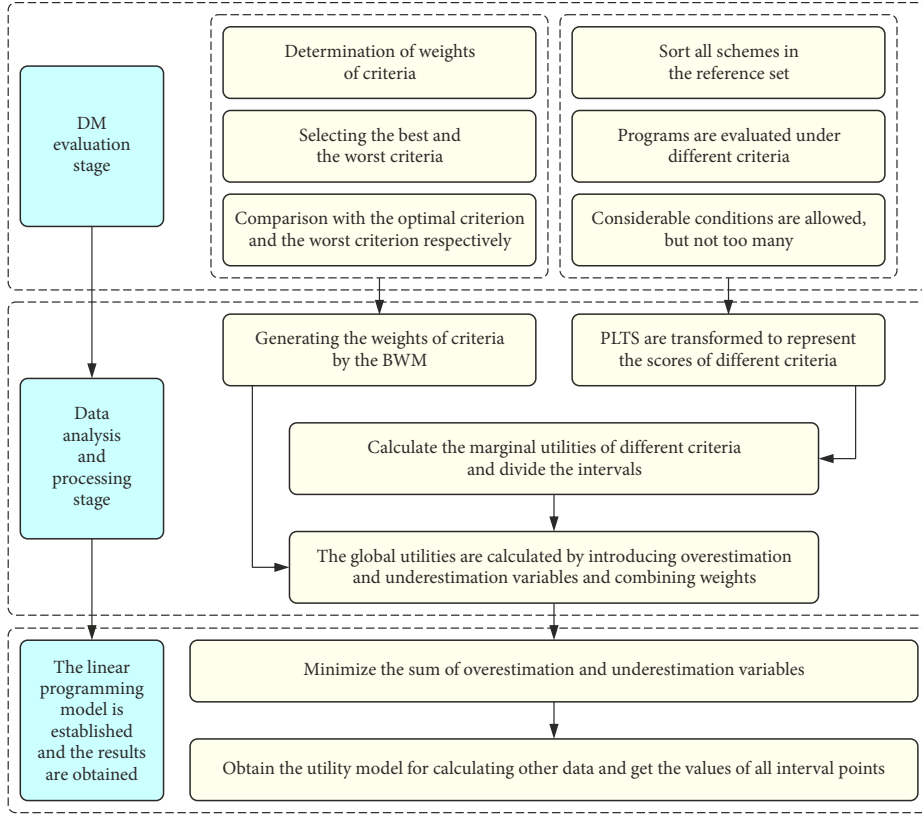 DM
evaluation
stage
Determination of weights
of criteria
Selecting the best and
the worst criteria
Comparison with the optimal criterion
and the worst criterion respectively
Sort all schemes in
the reference set
Programs are evaluated under
different criteria
Considerable conditions are allowed,
but not too many
Data
analysis
and
processing
stage
Generating the weights of criteria
by the BWM
PLTS are transformed to represent
the scores of different criteria
Calculate the marginal utilities of different criteria
and divide the intervals
The global utilities are calculated by introducing overestimation
and underestimation variables and combining weights
The linear
programming
model is
established
and the results
are obtained
Minimize the sum of overestimation and underestimation variables
Obtain the utility model for calculating other data and get the values of all interval points